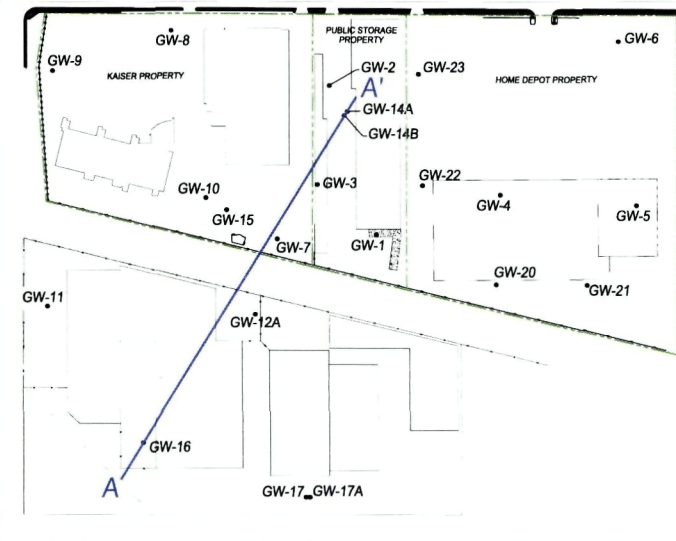 GW-8
PUBLIC STORAGE
PROPERTY
GW-6
GW-9
KAISER PROPERTY
GW-2
GW-23
HOME DEPOT PROPERTY
A'
GW-14A
GW-14B
GW-3
GW-22
GW-10
GW-4
GW-15
GW-5
GW-7
GW-1
GW-20
GW-21
GW-11
GW-12A
GW-16
A
GW-17
GW-17A